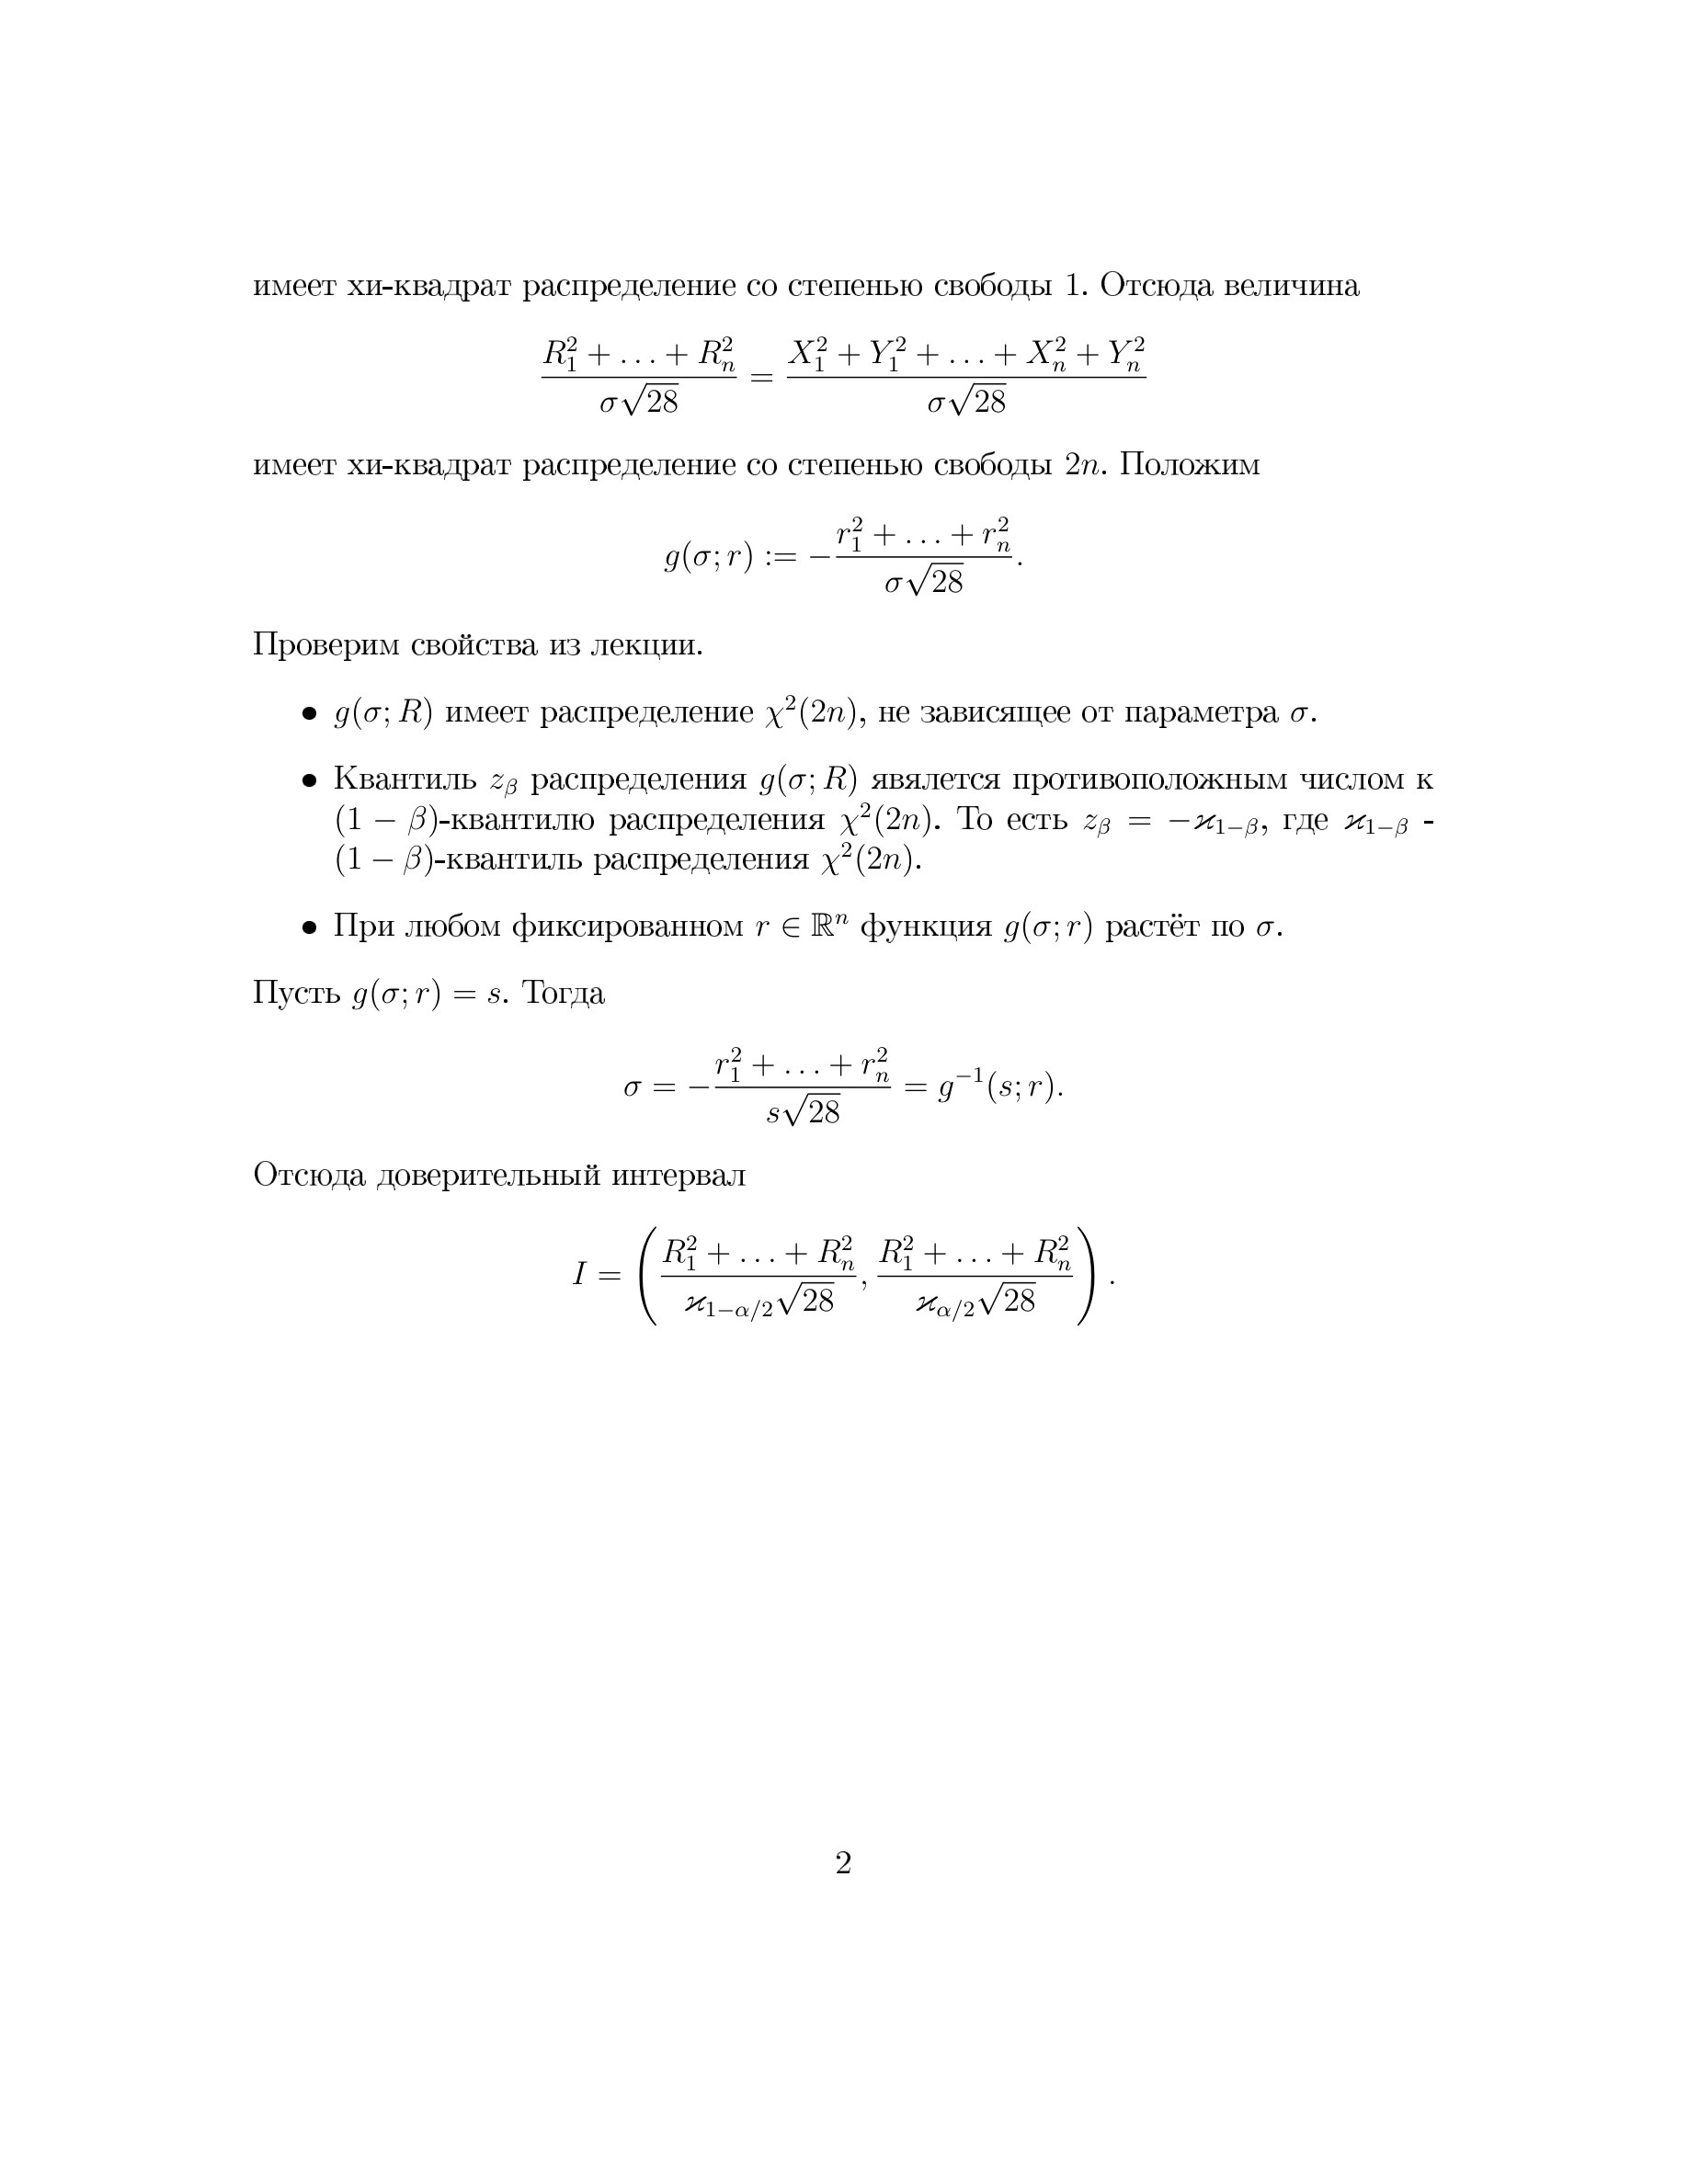 имеет хи-квадрат распределение со степенью свободы 1. Отсюда величина
$$\frac{R_1^2 + \ldots + R_n^2}{\sigma\sqrt{28}} = \frac{X_1^2 + Y_1^2 + \ldots + X_n^2 + Y_n^2}{\sigma\sqrt{28}}$$
имеет хи-квадрат распределение со степенью свободы $2n$. Положим
$$g(\sigma; r) := -\frac{r_1^2 + \ldots + r_n^2}{\sigma\sqrt{28}}.$$
Проверим свойства из лекции.
• $g(\sigma; R)$ имеет распределение $\chi^2(2n)$, не зависящее от параметра $\sigma$.
• Квантиль $z_\beta$ распределения $g(\sigma; R)$ явялется противоположным числом к
$(1 - \beta)$-квантилю распределения $\chi^2(2n)$. То есть $z_\beta = -\varkappa_{1-\beta}$, где $\varkappa_{1-\beta}$ -
$(1 - \beta)$-квантиль распределения $\chi^2(2n)$.
• При любом фиксированном $r \in \mathbb{R}^n$ функция $g(\sigma; r)$ растёт по $\sigma$.
Пусть $g(\sigma; r) = s$. Тогда
$$\sigma = -\frac{r_1^2 + \ldots + r_n^2}{s\sqrt{28}} = g^{-1}(s; r).$$
Отсюда доверительный интервал
$$I = \left( \frac{R_1^2 + \ldots + R_n^2}{\varkappa_{1-\alpha/2}\sqrt{28}}, \frac{R_1^2 + \ldots + R_n^2}{\varkappa_{\alpha/2}\sqrt{28}} \right).$$
2